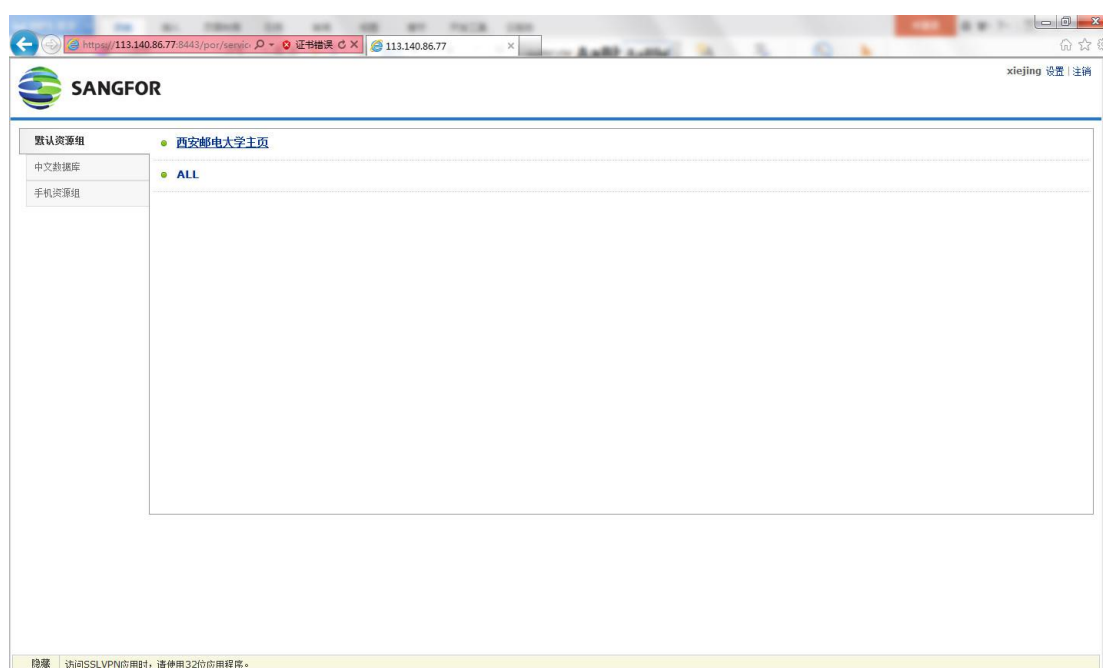 https://113.140.86.77:8443/por/servic 证书错误 113.140.86.77
xiejing 设置 | 注销
SANGFOR
默认资源组
中文数据库
手机资源组
西安邮电大学主页
ALL
隐藏 访问SSLVPN应用时，请使用32位应用程序。